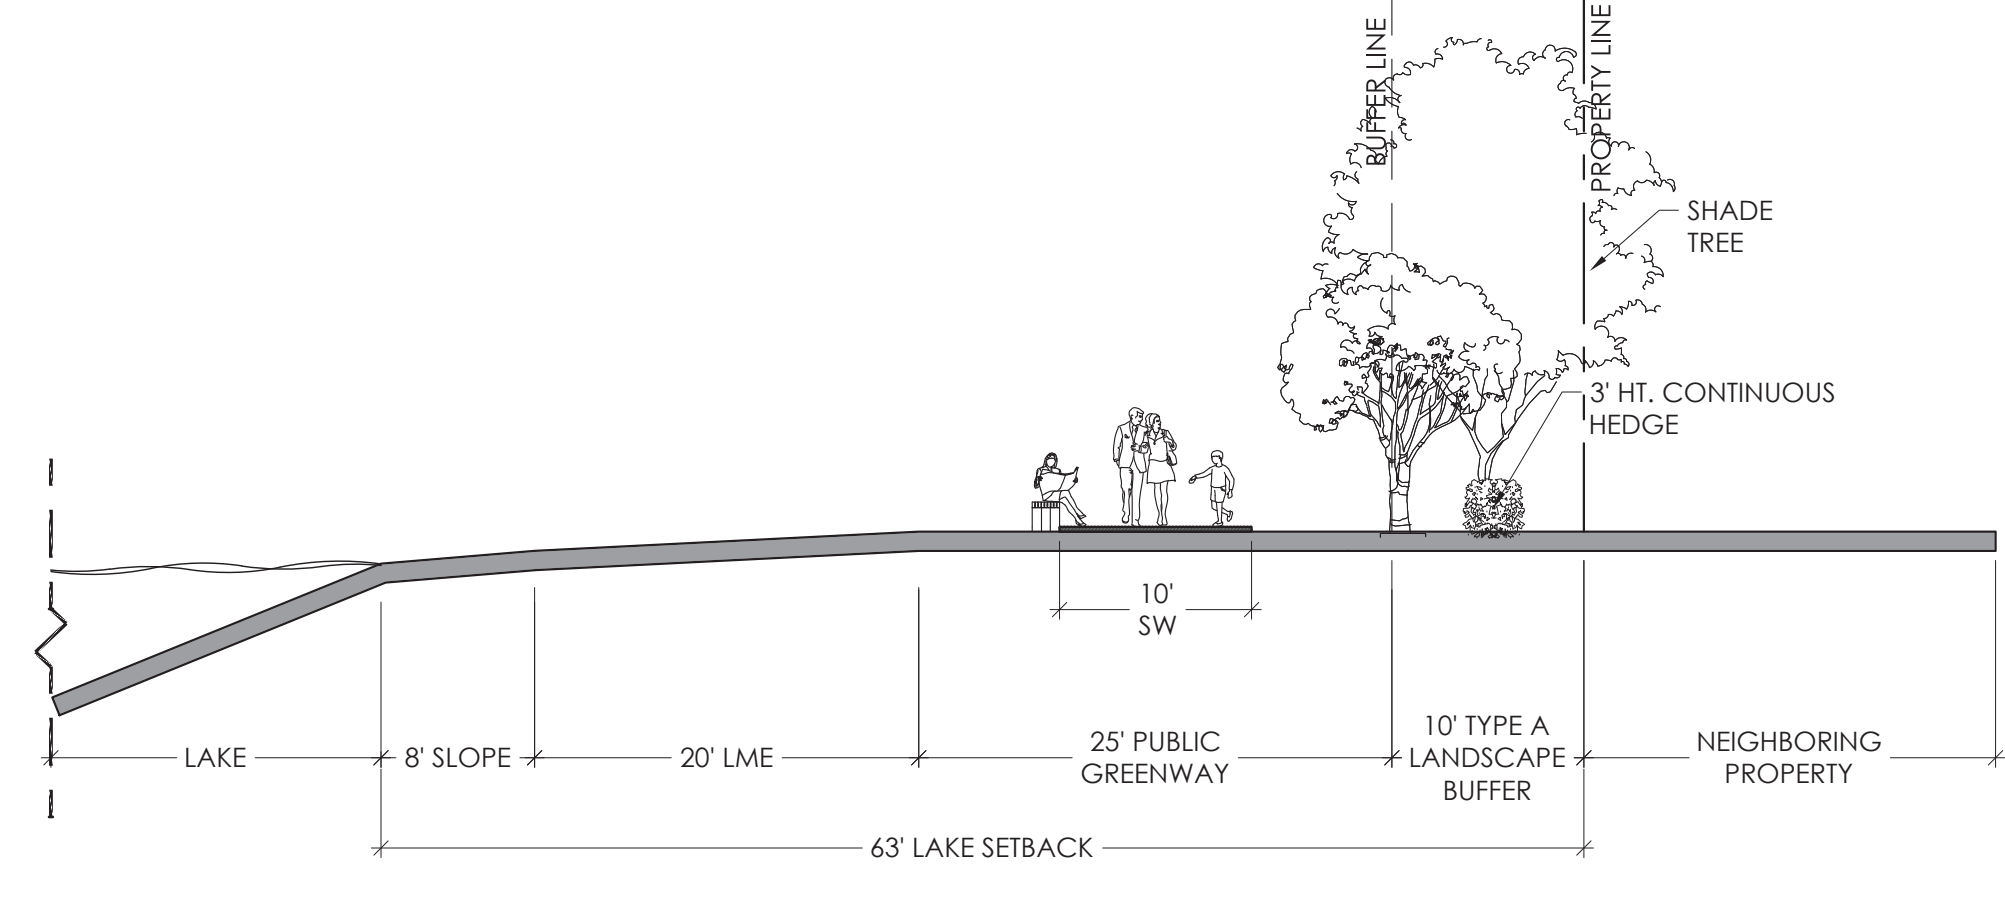 BUFFER LINE
PROPERTY LINE
SHADE
TREE
3' HT. CONTINUOUS
HEDGE
10'
SW
LAKE
8' SLOPE
20' LME
25' PUBLIC
GREENWAY
10' TYPE A
LANDSCAPE
BUFFER
NEIGHBORING
PROPERTY
63' LAKE SETBACK